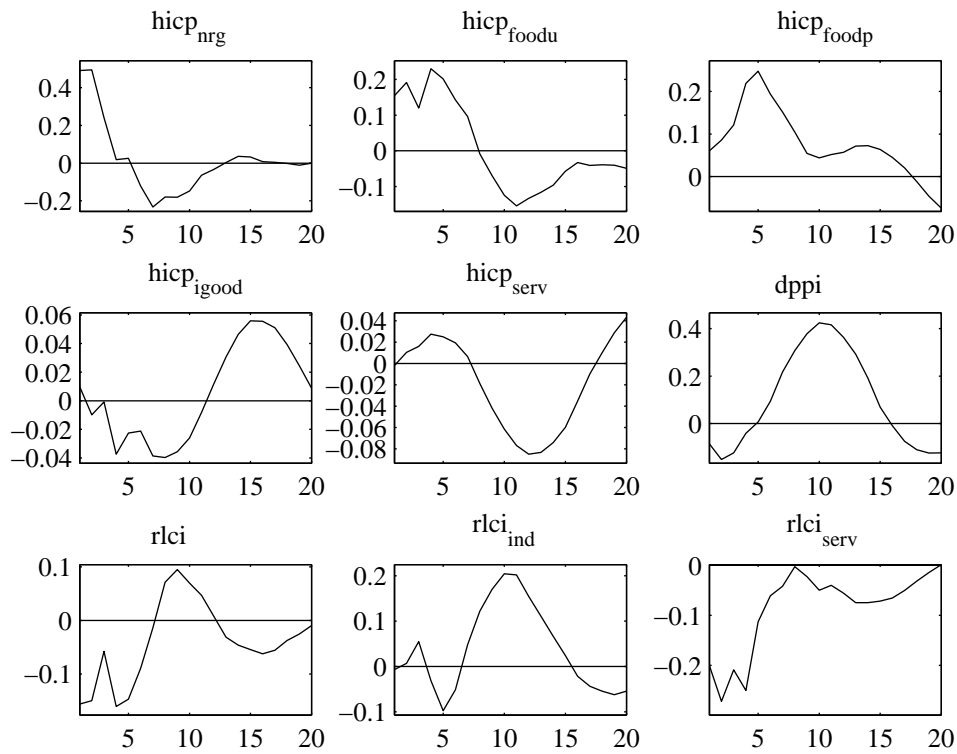 hicp_nrg hicp_foodu hicp_foodp
0.4 0.2 0 −0.2
0.2 0.1 0 −0.1
0.2 0.1 0
5 10 15 20 5 10 15 20 5 10 15 20
hicp_igood hicp_serv dppi
0.06 0.04 0.02 0 −0.02 −0.04
0.04 0.02 0 −0.02 −0.04 −0.06 −0.08
0.4 0.2 0
5 10 15 20 5 10 15 20 5 10 15 20
rlci rlci_ind rlci_serv
0.1 0 −0.1
0.2 0.1 0 −0.1
0 −0.1 −0.2
5 10 15 20 5 10 15 20 5 10 15 20